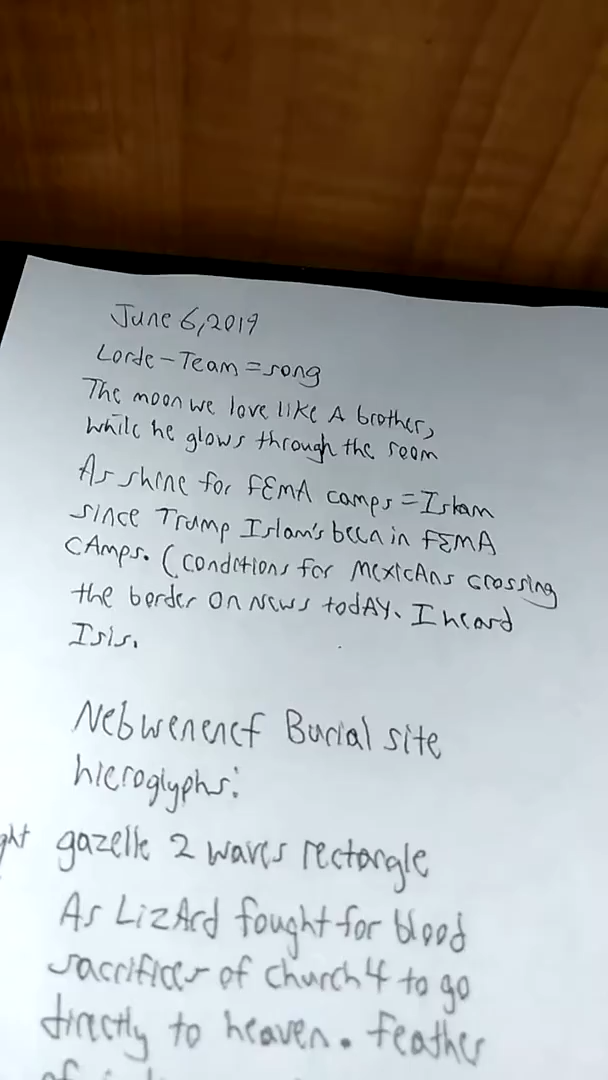 June 6, 2019
Lorde - Team = song
The moon we love like A brother,
while he glows through the room
As shine for FEMA camps = Islam
since Trump Islam's been in FEMA
CAmps. (conditions for MexicAns crossing
the border on News todAY. I heard
Isis.
Nebwenenef Burial site
hieroglyphs:
ght gazelle 2 waves rectangle
As LizArd fought for blood
sacrifices of church 4 to go
directly to heaven. Feather